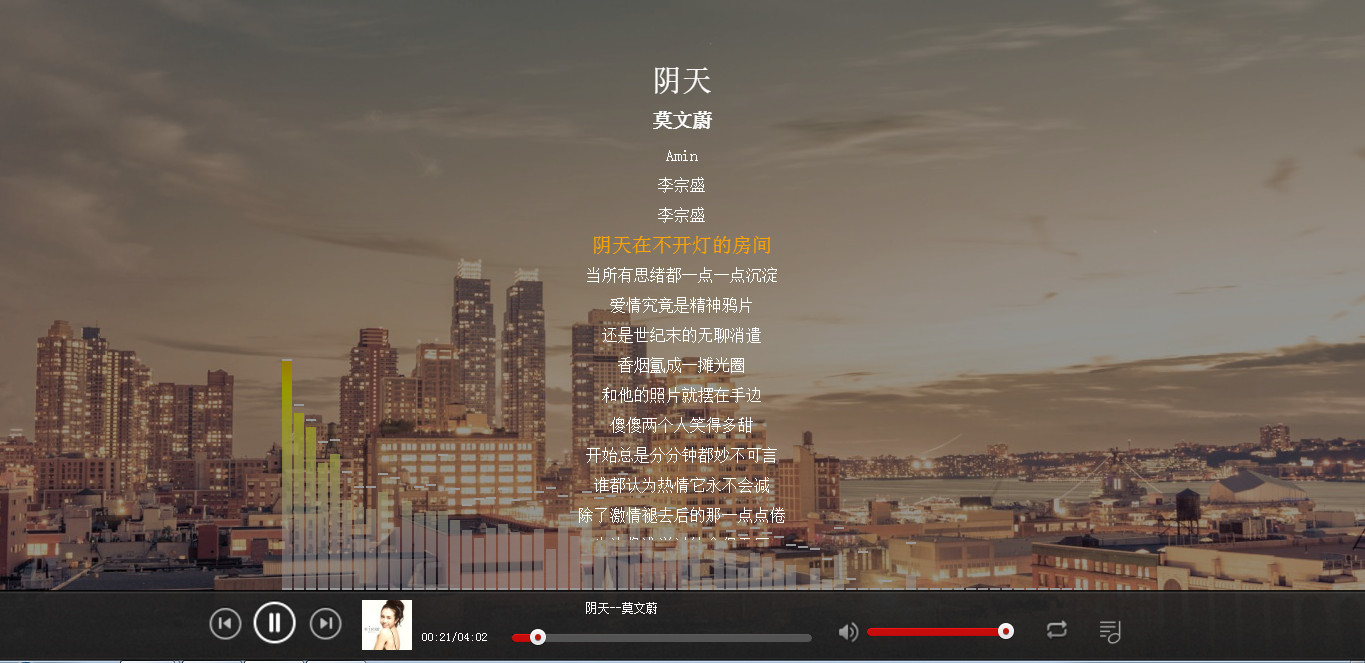 阴天
莫文蔚
Amin
李宗盛
李宗盛
阴天在不开灯的房间
当所有思绪都一点一点沉淀
爱情究竟是精神鸦片
还是世纪末的无聊消遣
香烟氲成一摊光圈
和他的照片就摆在手边
傻傻两个人笑得多甜
开始总是分分钟都妙不可言
谁都认为热情它永不会减
除了激情褪去后的那一点点倦
阴天--莫文蔚
00:21/04:02